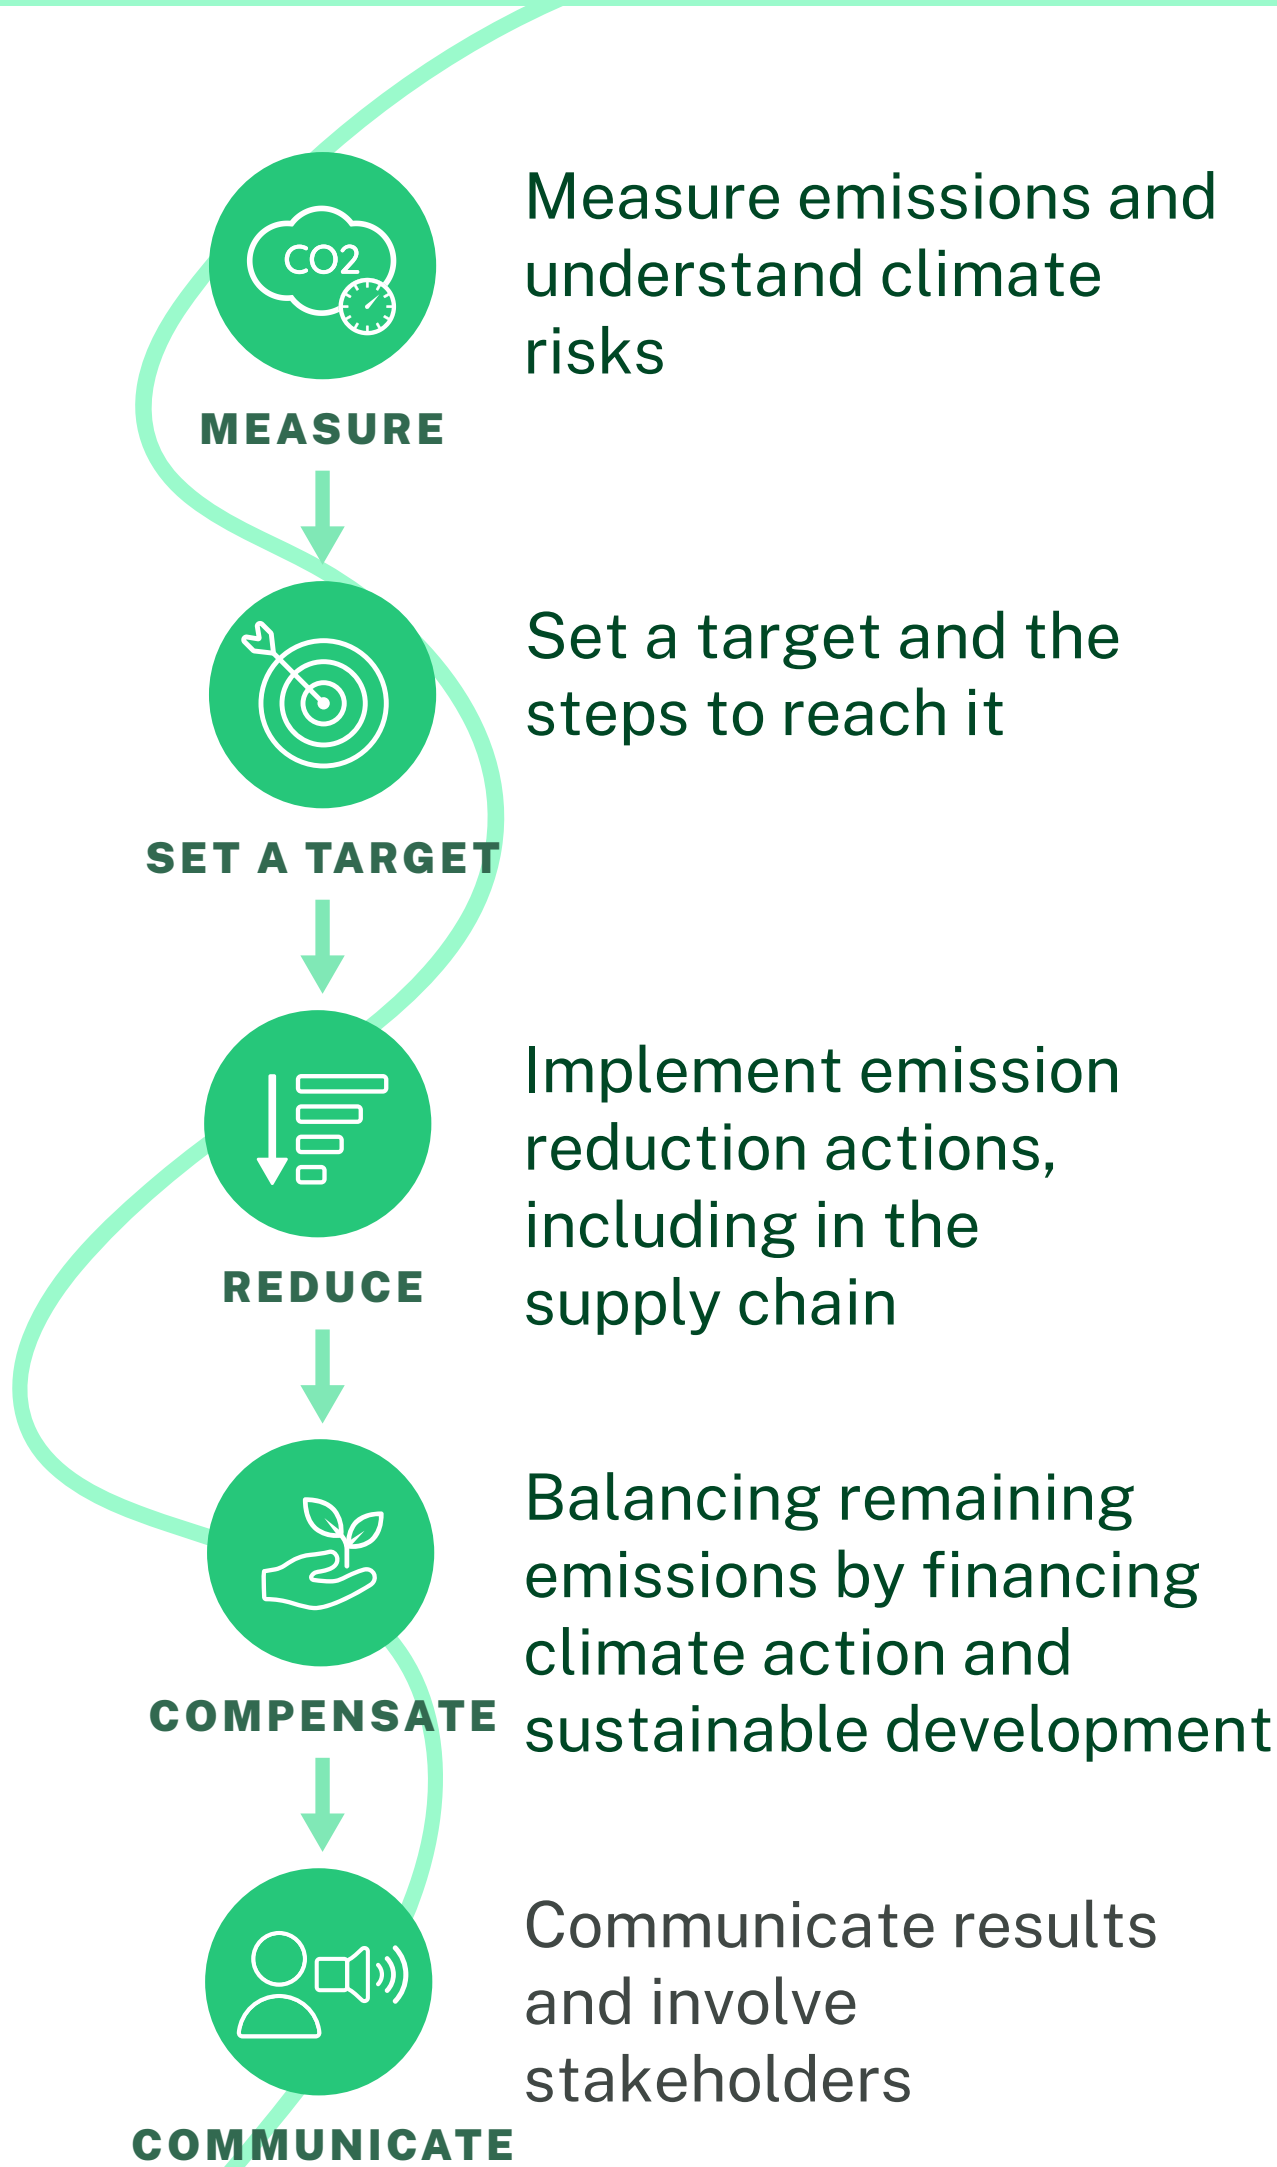 CO2
Measure emissions and
understand climate
risks
MEASURE
Set a target and the
steps to reach it
SET A TARGET
Implement emission
reduction actions,
including in the
supply chain
REDUCE
Balancing remaining
emissions by financing
climate action and
sustainable development
COMPENSATE
Communicate results
and involve
stakeholders
COMMUNICATE